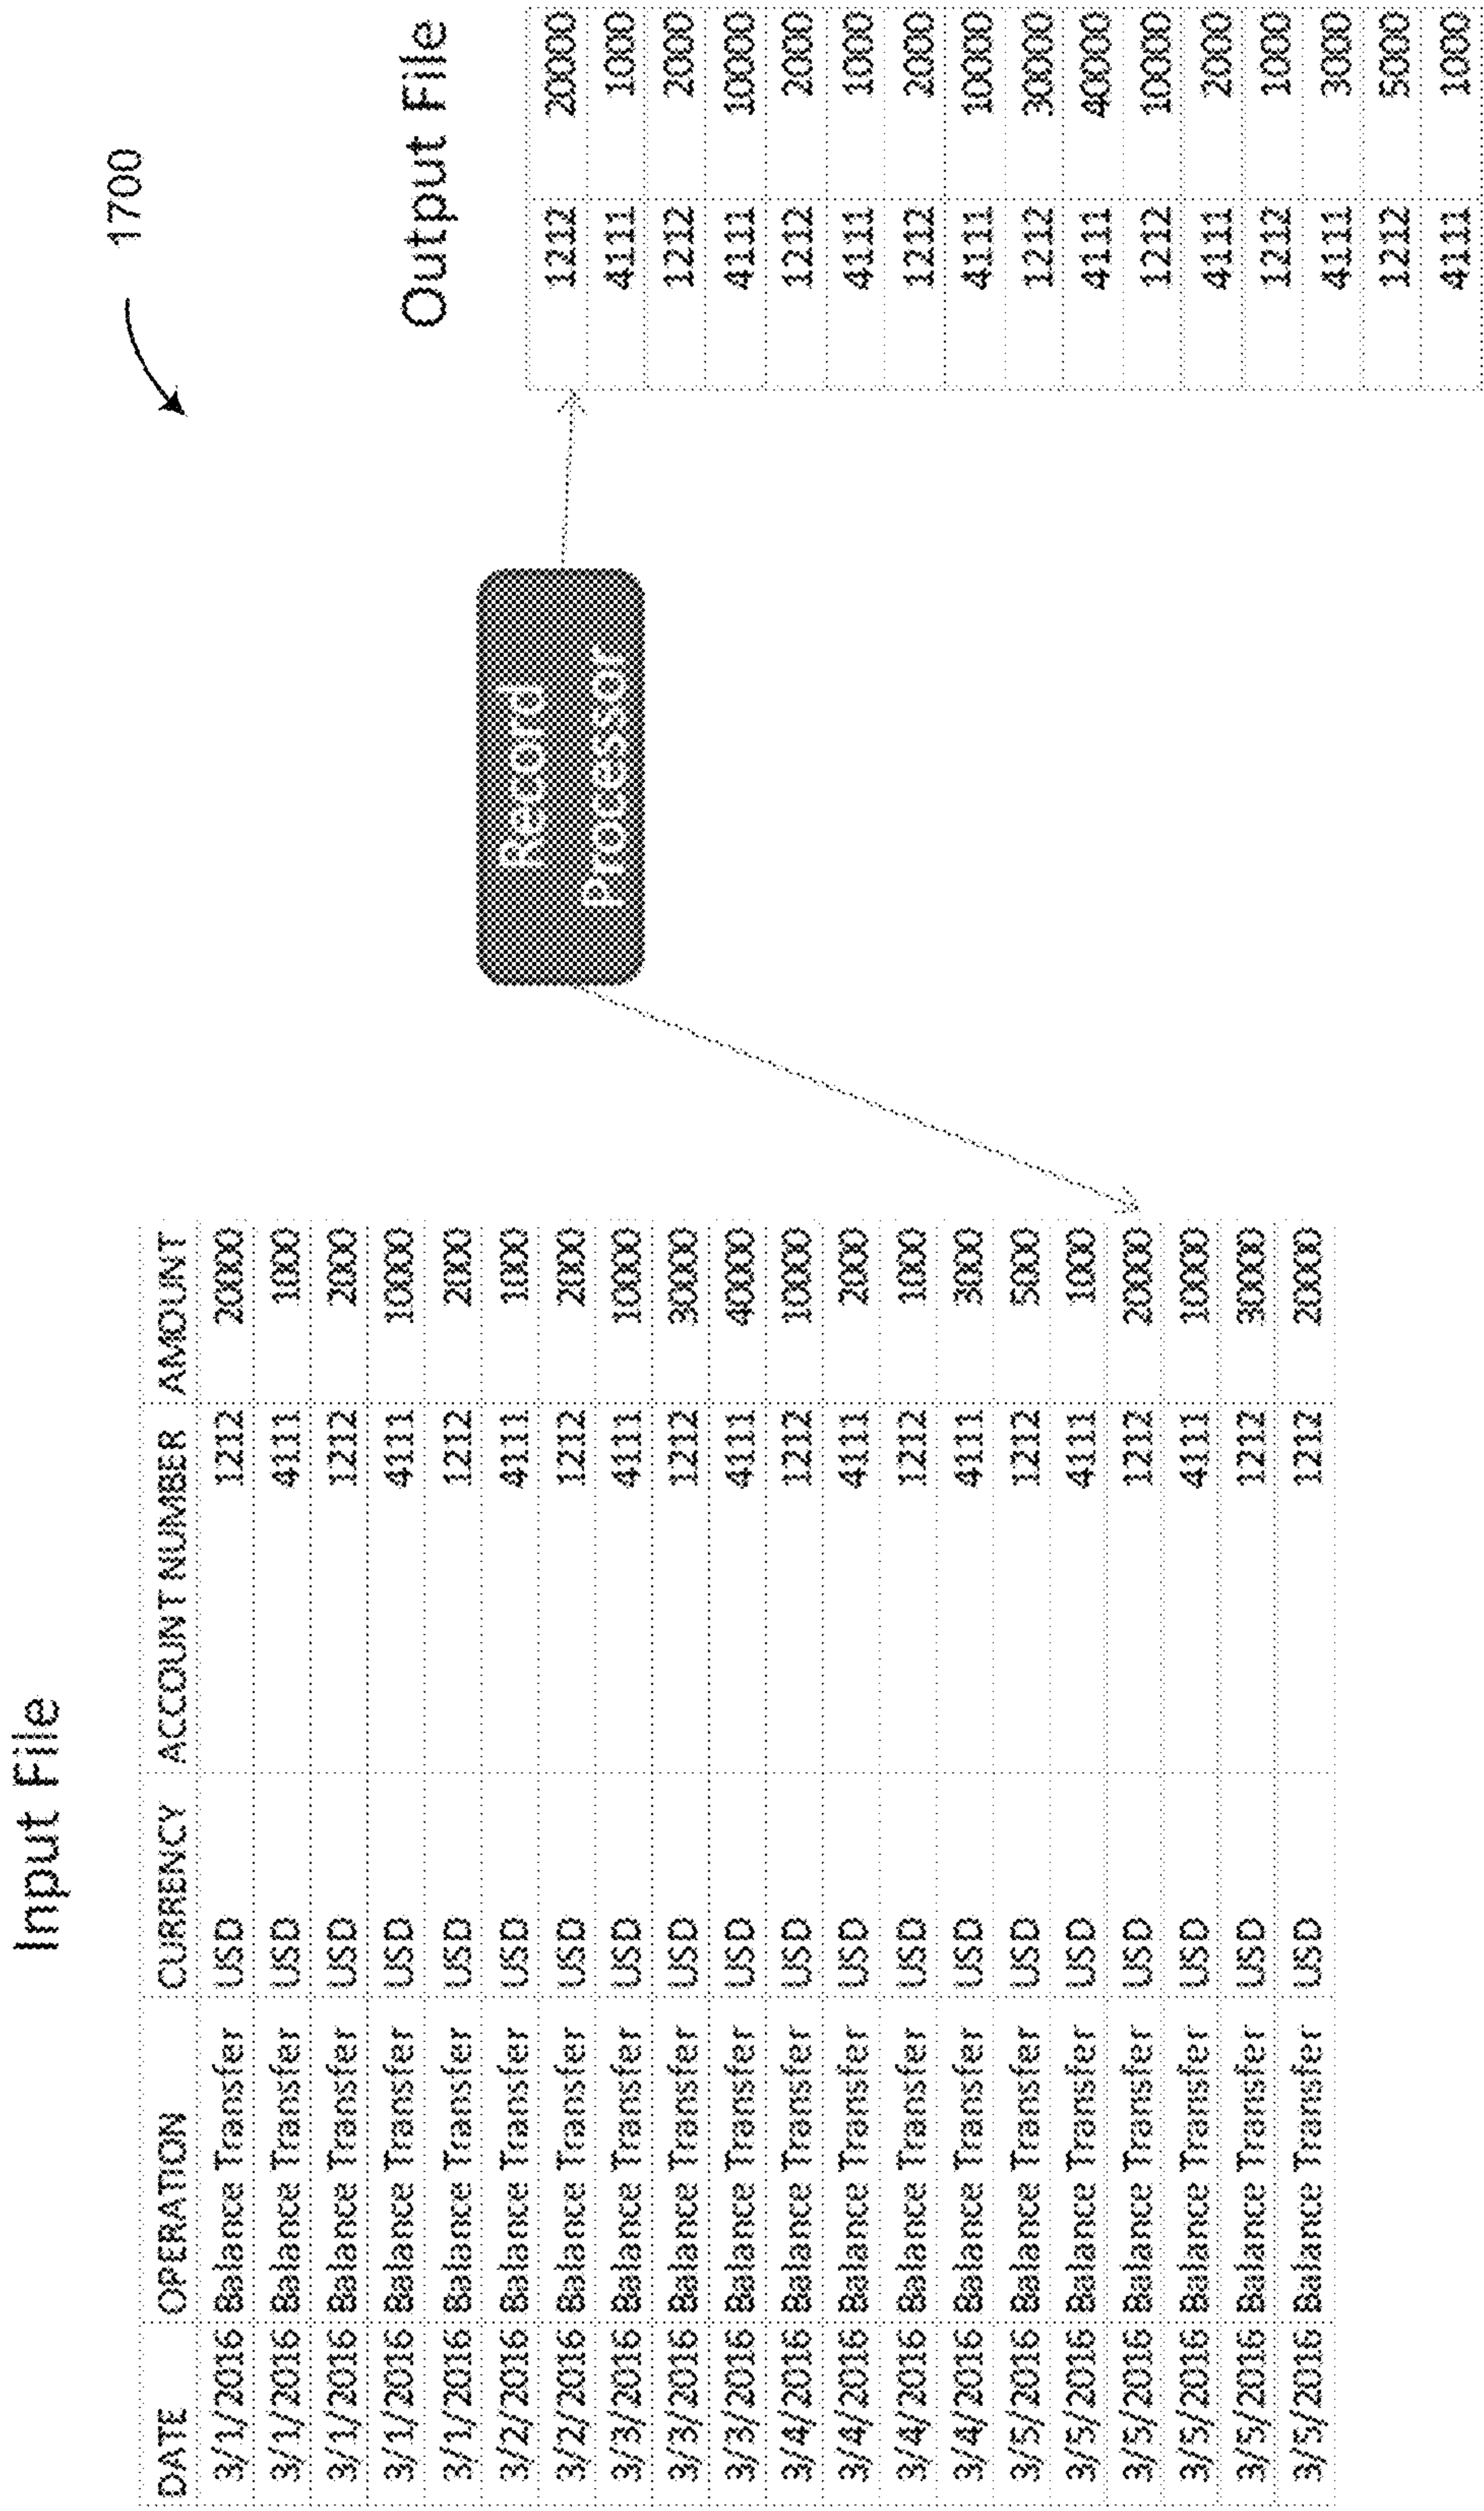 1700
Input File
DATE OPERATION CURRENCY ACCOUNT NUMBER AMOUNT
3/1/2016 Balance Transfer USD 1212 20000
3/1/2016 Balance Transfer USD 4111 1000
3/1/2016 Balance Transfer USD 1212 2000
3/1/2016 Balance Transfer USD 4111 10000
3/1/2016 Balance Transfer USD 1212 2000
3/2/2016 Balance Transfer USD 4111 1000
3/2/2016 Balance Transfer USD 1212 2000
3/3/2016 Balance Transfer USD 4111 10000
3/3/2016 Balance Transfer USD 1212 30000
3/3/2016 Balance Transfer USD 4111 40000
3/4/2016 Balance Transfer USD 1212 10000
3/4/2016 Balance Transfer USD 4111 2000
3/4/2016 Balance Transfer USD 1212 1000
3/4/2016 Balance Transfer USD 4111 3000
3/5/2016 Balance Transfer USD 1212 5000
3/5/2016 Balance Transfer USD 4111 1000
3/5/2016 Balance Transfer USD 1212 20000
3/5/2016 Balance Transfer USD 4111 10000
3/5/2016 Balance Transfer USD 1212 30000
3/5/2016 Balance Transfer USD 1212 20000
Record
Processor
Output File
1212 20000
4111 1000
1212 2000
4111 10000
1212 2000
4111 1000
1212 2000
4111 10000
1212 30000
4111 40000
1212 10000
4111 2000
1212 1000
4111 3000
1212 5000
4111 1000